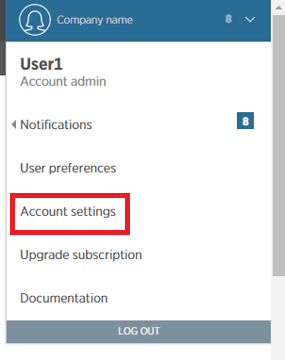 Company name 8
User1
Account admin
Notifications 8
User preferences
Account settings
Upgrade subscription
Documentation
LOG OUT